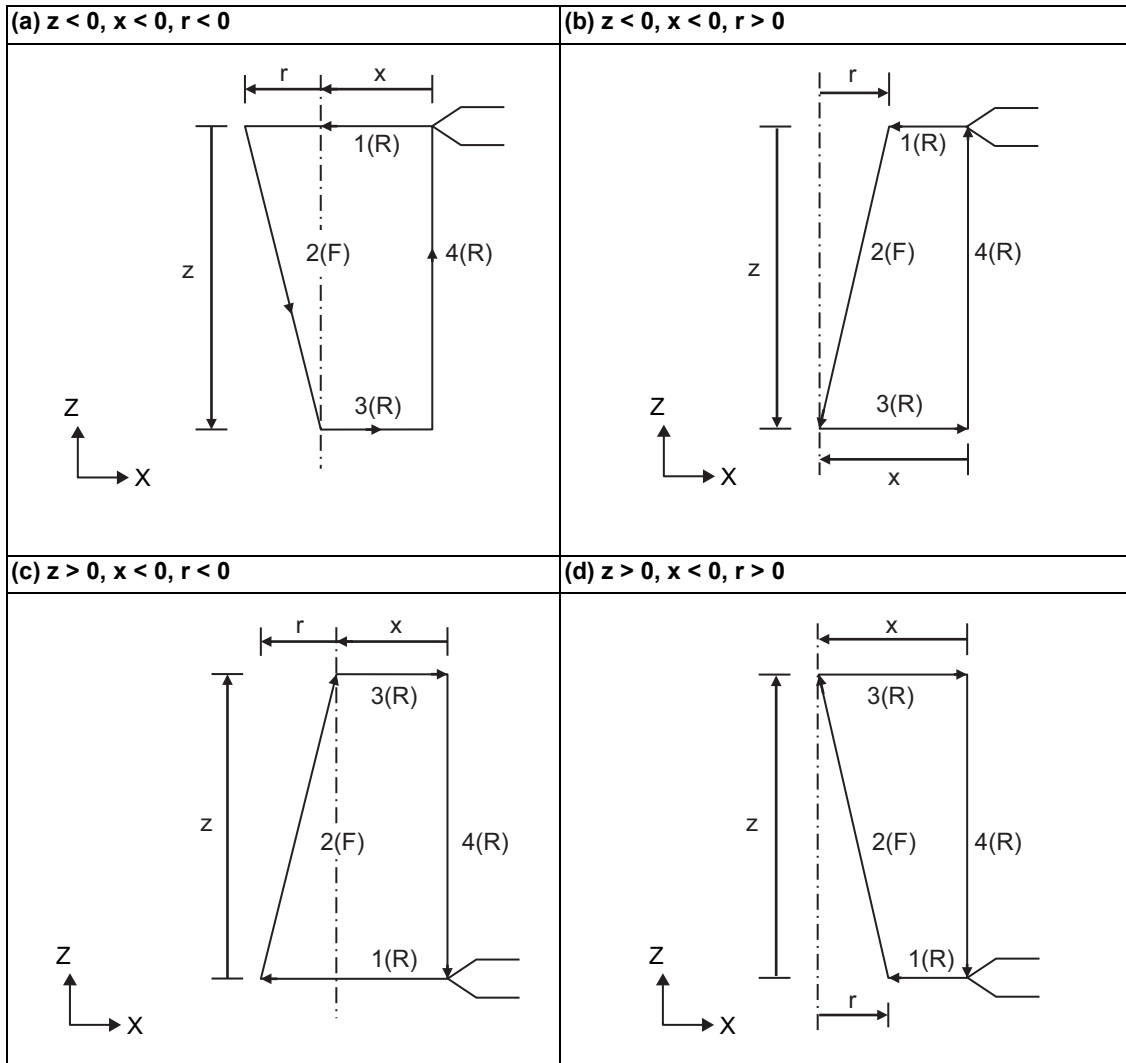 (a) z < 0, x < 0, r < 0
r x
1(R)
2(F) 4(R)
z
3(R)
Z
X
(b) z < 0, x < 0, r > 0
r
1(R)
2(F) 4(R)
z
3(R)
Z
X
x
(c) z > 0, x < 0, r < 0
r x
3(R)
z
2(F) 4(R)
1(R)
Z
X
(d) z > 0, x < 0, r > 0
x
3(R)
z 2(F) 4(R)
1(R)
Z
r
X